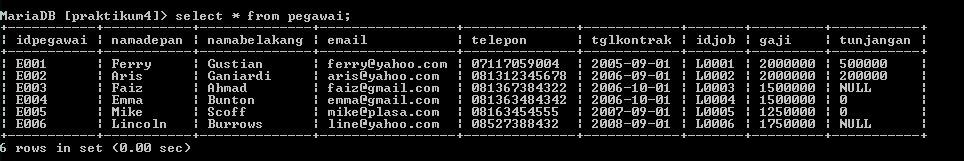 MariaDB [praktikum4]> select * from pegawai;
+-----------+-----------+--------------+-----------------+--------------+-------------+-------+---------+-----------+
| idpegawai | namadepan | namabelakang | email | telepon | tglkontrak | idjob | gaji | tunjangan |
+-----------+-----------+--------------+-----------------+--------------+-------------+-------+---------+-----------+
| E001 | Ferry | Gustian | ferry@yahoo.com | 07117059004 | 2005-09-01 | L0001 | 2000000 | 500000 |
| E002 | Aris | Ganiardi | aris@yahoo.com | 081312345678 | 2006-09-01 | L0002 | 2000000 | 200000 |
| E003 | Faiz | Ahmad | faiz@gmail.com | 081367384322 | 2006-10-01 | L0003 | 1500000 | NULL |
| E004 | Emma | Bunton | emma@gmail.com | 081363484342 | 2006-10-01 | L0004 | 1500000 | 0 |
| E005 | Mike | Scoff | mike@plasa.com | 08163454555 | 2007-09-01 | L0005 | 1250000 | 0 |
| E006 | Lincoln | Burrows | line@yahoo.com | 08527388432 | 2008-09-01 | L0006 | 1750000 | NULL |
+-----------+-----------+--------------+-----------------+--------------+-------------+-------+---------+-----------+
6 rows in set (0.00 sec)